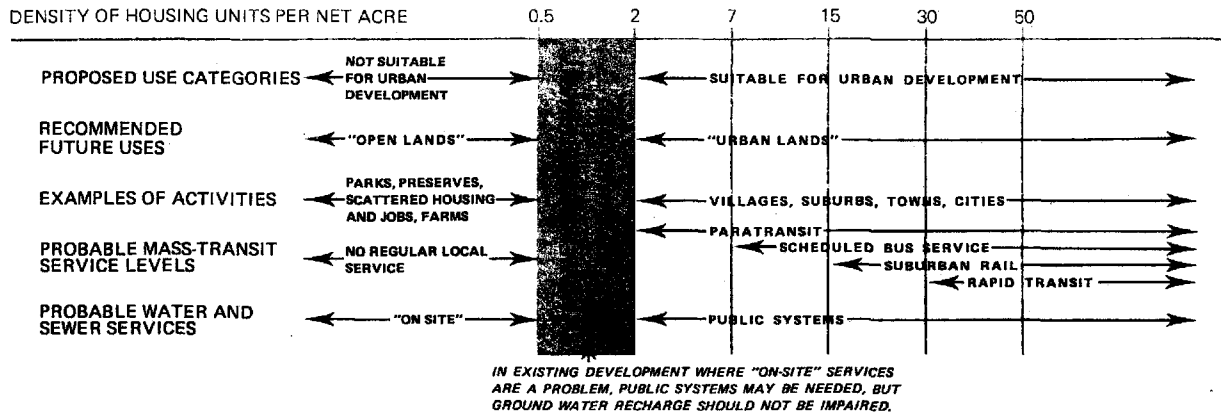 DENSITY OF HOUSING UNITS PER NET ACRE 0.5 2 7 15 30 50
PROPOSED USE CATEGORIES
NOT SUITABLE
FOR URBAN
DEVELOPMENT
SUITABLE FOR URBAN DEVELOPMENT
RECOMMENDED
FUTURE USES
"OPEN LANDS"
"URBAN LANDS"
EXAMPLES OF ACTIVITIES
PARKS, PRESERVES,
SCATTERED HOUSING
AND JOBS, FARMS
VILLAGES, SUBURBS, TOWNS, CITIES
PROBABLE MASS-TRANSIT
SERVICE LEVELS
NO REGULAR LOCAL
SERVICE
PARATRANSIT
SCHEDULED BUS SERVICE
SUBURBAN RAIL
RAPID TRANSIT
PROBABLE WATER AND
SEWER SERVICES
"ON SITE"
PUBLIC SYSTEMS
IN EXISTING DEVELOPMENT WHERE "ON-SITE" SERVICES
ARE A PROBLEM, PUBLIC SYSTEMS MAY BE NEEDED, BUT
GROUND WATER RECHARGE SHOULD NOT BE IMPAIRED.